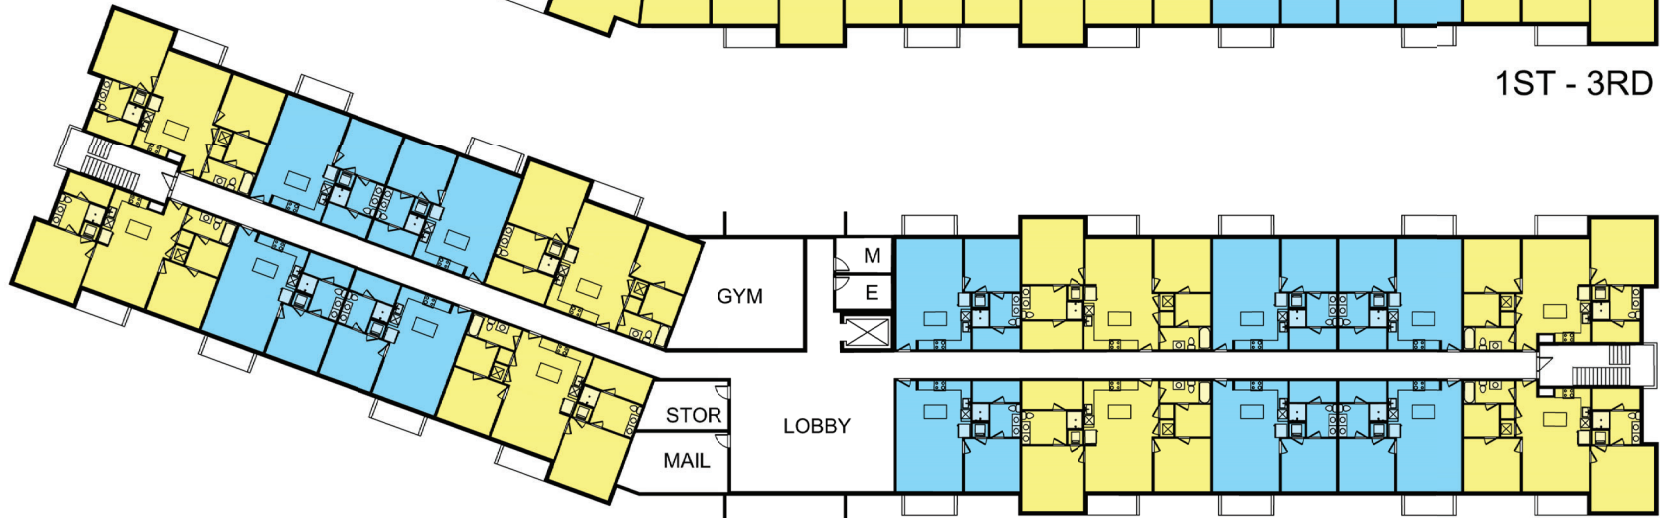 1ST - 3RD
M
GYM
E
STOR
LOBBY
MAIL